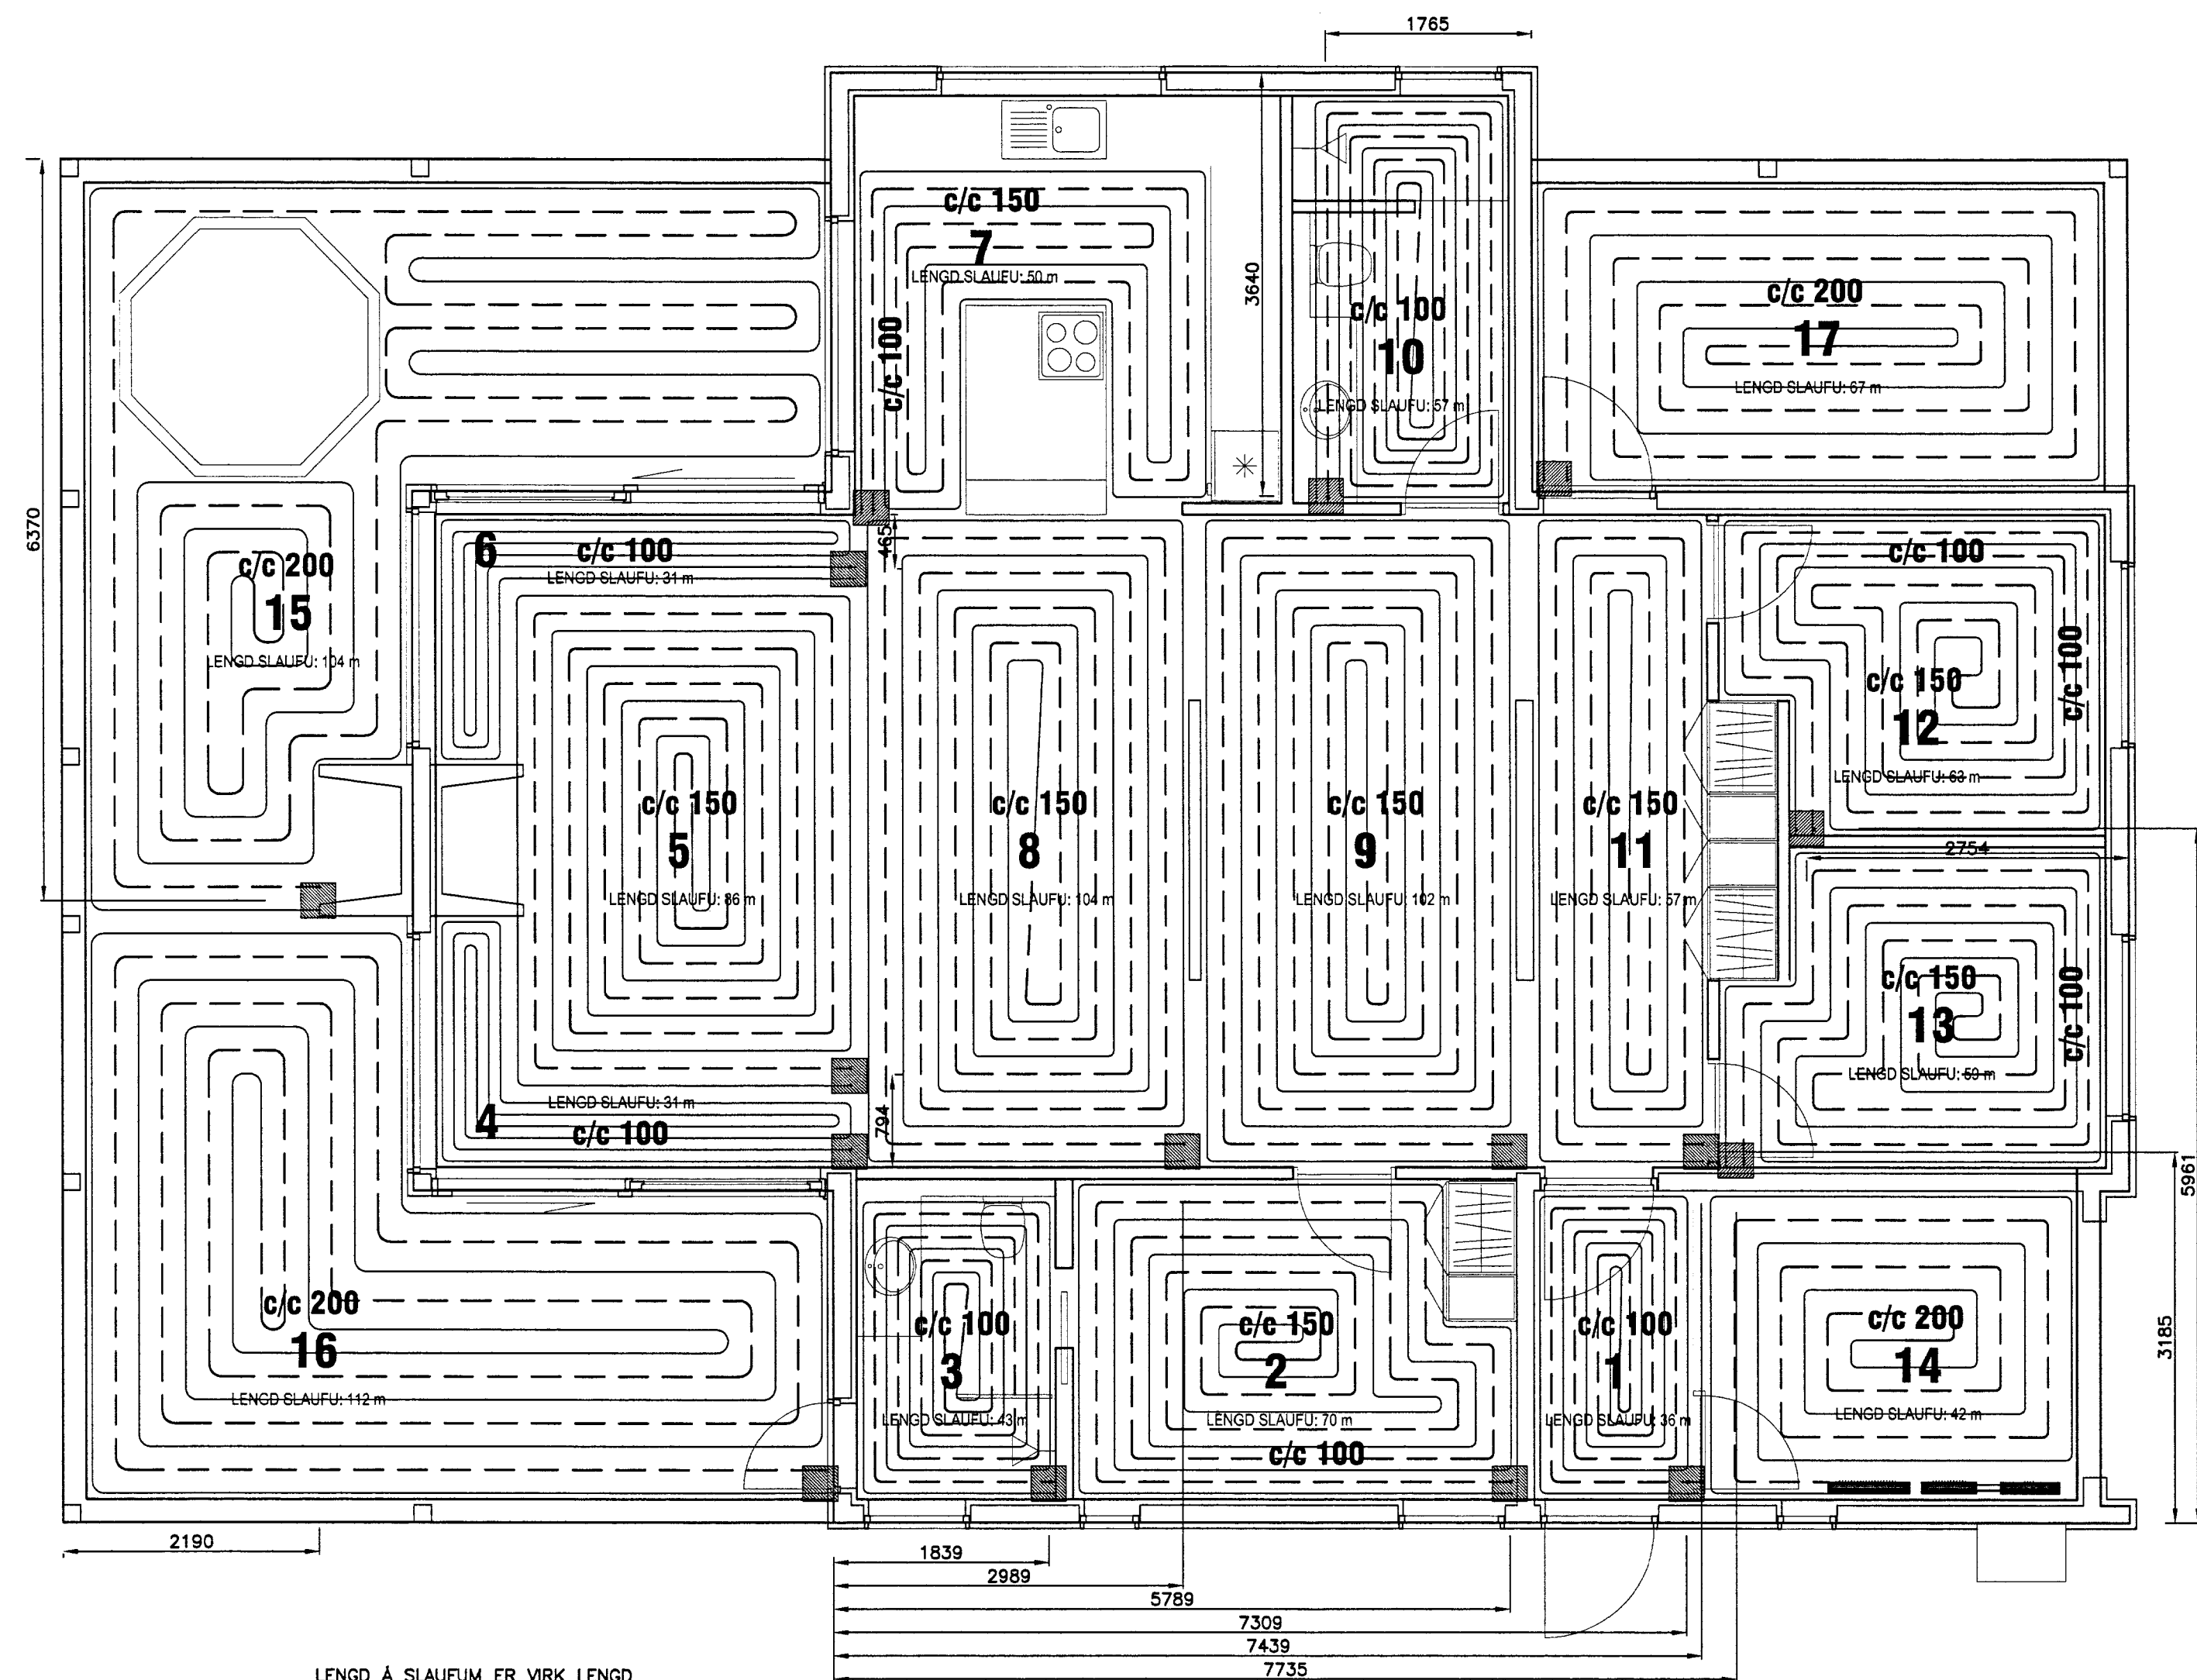 1765
c/c 150
7
LENGD SLAUFU: 50 m
c/c 100
3640
c/c 100
10
LENGD SLAUFU: 57 m
c/c 200
17
LENGD SLAUFU: 67 m
6370
465
6
c/c 100
LENGD SLAUFU: 31 m
c/c 200
15
LENGD SLAUFU: 104 m
c/c 100
c/c 100
c/c 150
12
LENGD SLAUFU: 63 m
c/c 150
5
LENGD SLAUFU: 86 m
c/c 150
8
LENGD SLAUFU: 104 m
c/c 150
9
LENGD SLAUFU: 102 m
c/c 150
11
LENGD SLAUFU: 57 m
2754
c/c 150
13
c/c 100
LENGD SLAUFU: 59 m
LENGD SLAUFU: 31 m
4
c/c 100
794
5961
3185
c/c 200
16
LENGD SLAUFU: 112 m
c/c 100
3
LENGD SLAUFU: 43 m
c/c 150
2
LENGD SLAUFU: 70 m
c/c 100
c/c 100
1
LENGD SLAUFU: 36 m
c/c 200
14
LENGD SLAUFU: 42 m
2190
1839
2989
5789
7309
7439
7735
LENGD Á SLAUFUM ER VIRK LENGD